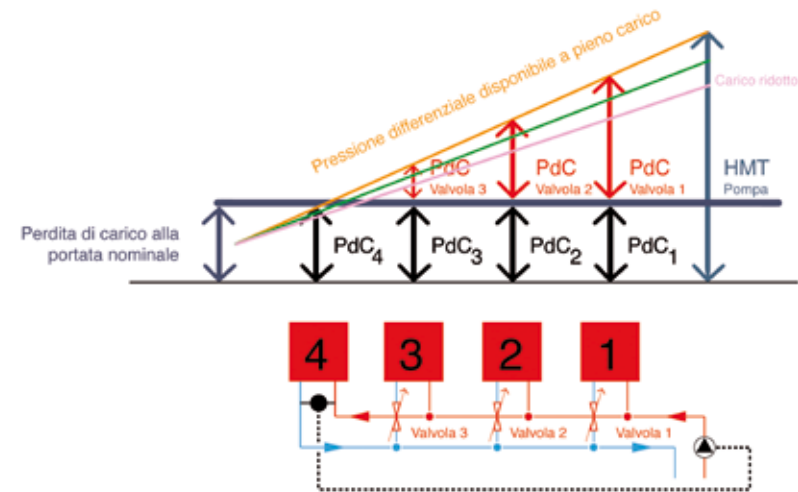 Pressione differenziale disponibile a pieno carico
Carico ridotto
PdC
Valvola 3
PdC
Valvola 2
PdC
Valvola 1
HMT
Pompa
Perdita di carico alla
portata nominale
PdC4
PdC3
PdC2
PdC1
4
3
2
1
Valvola 3
Valvola 2
Valvola 1